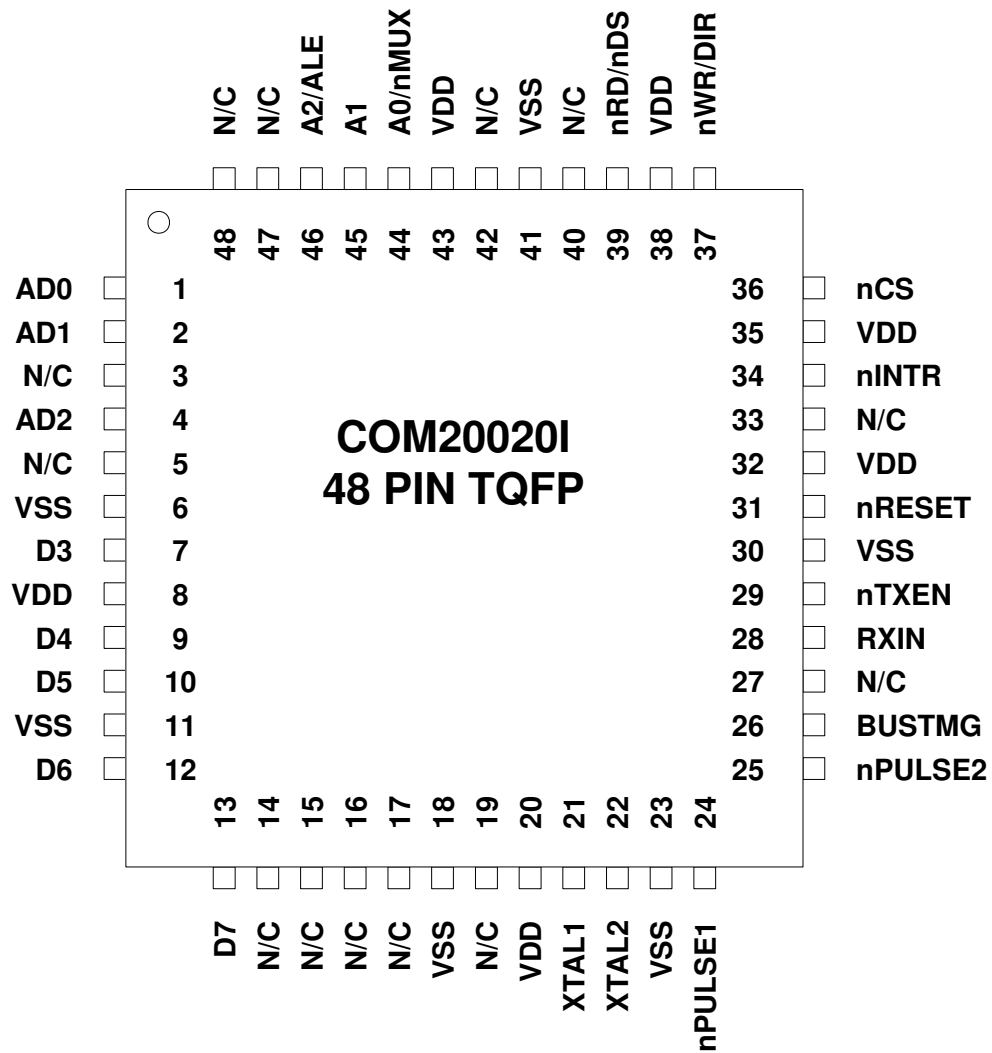 N/C N/C A2/ALE A1 A0/nMUX VDD N/C VSS N/C nRD/nDS VDD nWR/DIR
48 47 46 45 44 43 42 41 40 39 38 37
AD0 1 36 nCS
AD1 2 35 VDD
N/C 3 34 nINTR
AD2 4 33 N/C
COM20020I
N/C 5 32 VDD
48 PIN TQFP
VSS 6 31 nRESET
D3 7 30 VSS
VDD 8 29 nTXEN
D4 9 28 RXIN
D5 10 27 N/C
VSS 11 26 BUSTMG
D6 12 25 nPULSE2
13 14 15 16 17 18 19 20 21 22 23 24
D7 N/C N/C N/C N/C VSS N/C VDD XTAL1 XTAL2 VSS nPULSE1